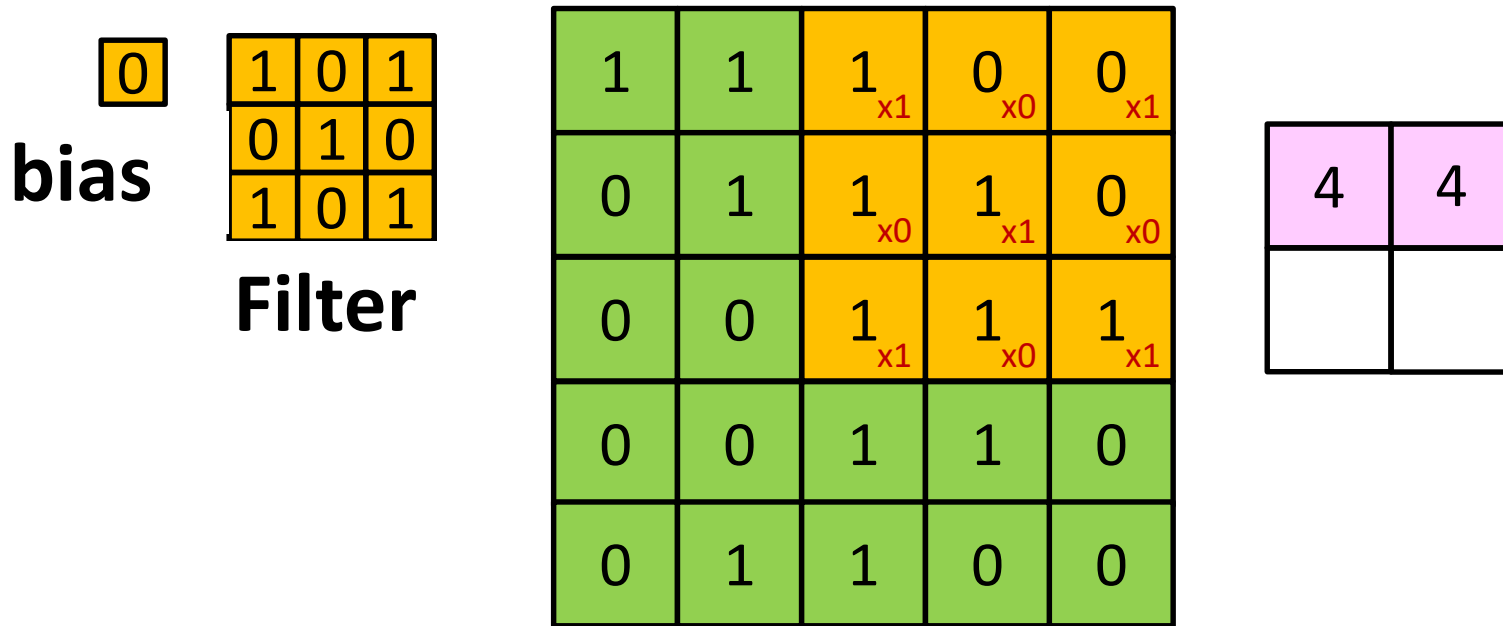 0
bias
1 0 1
0 1 0
1 0 1
Filter
1 1 1 x1 0 x0 0 x1
0 1 1 x0 1 x1 0 x0
0 0 1 x1 1 x0 1 x1
0 0 1 1 0
0 1 1 0 0
4 4